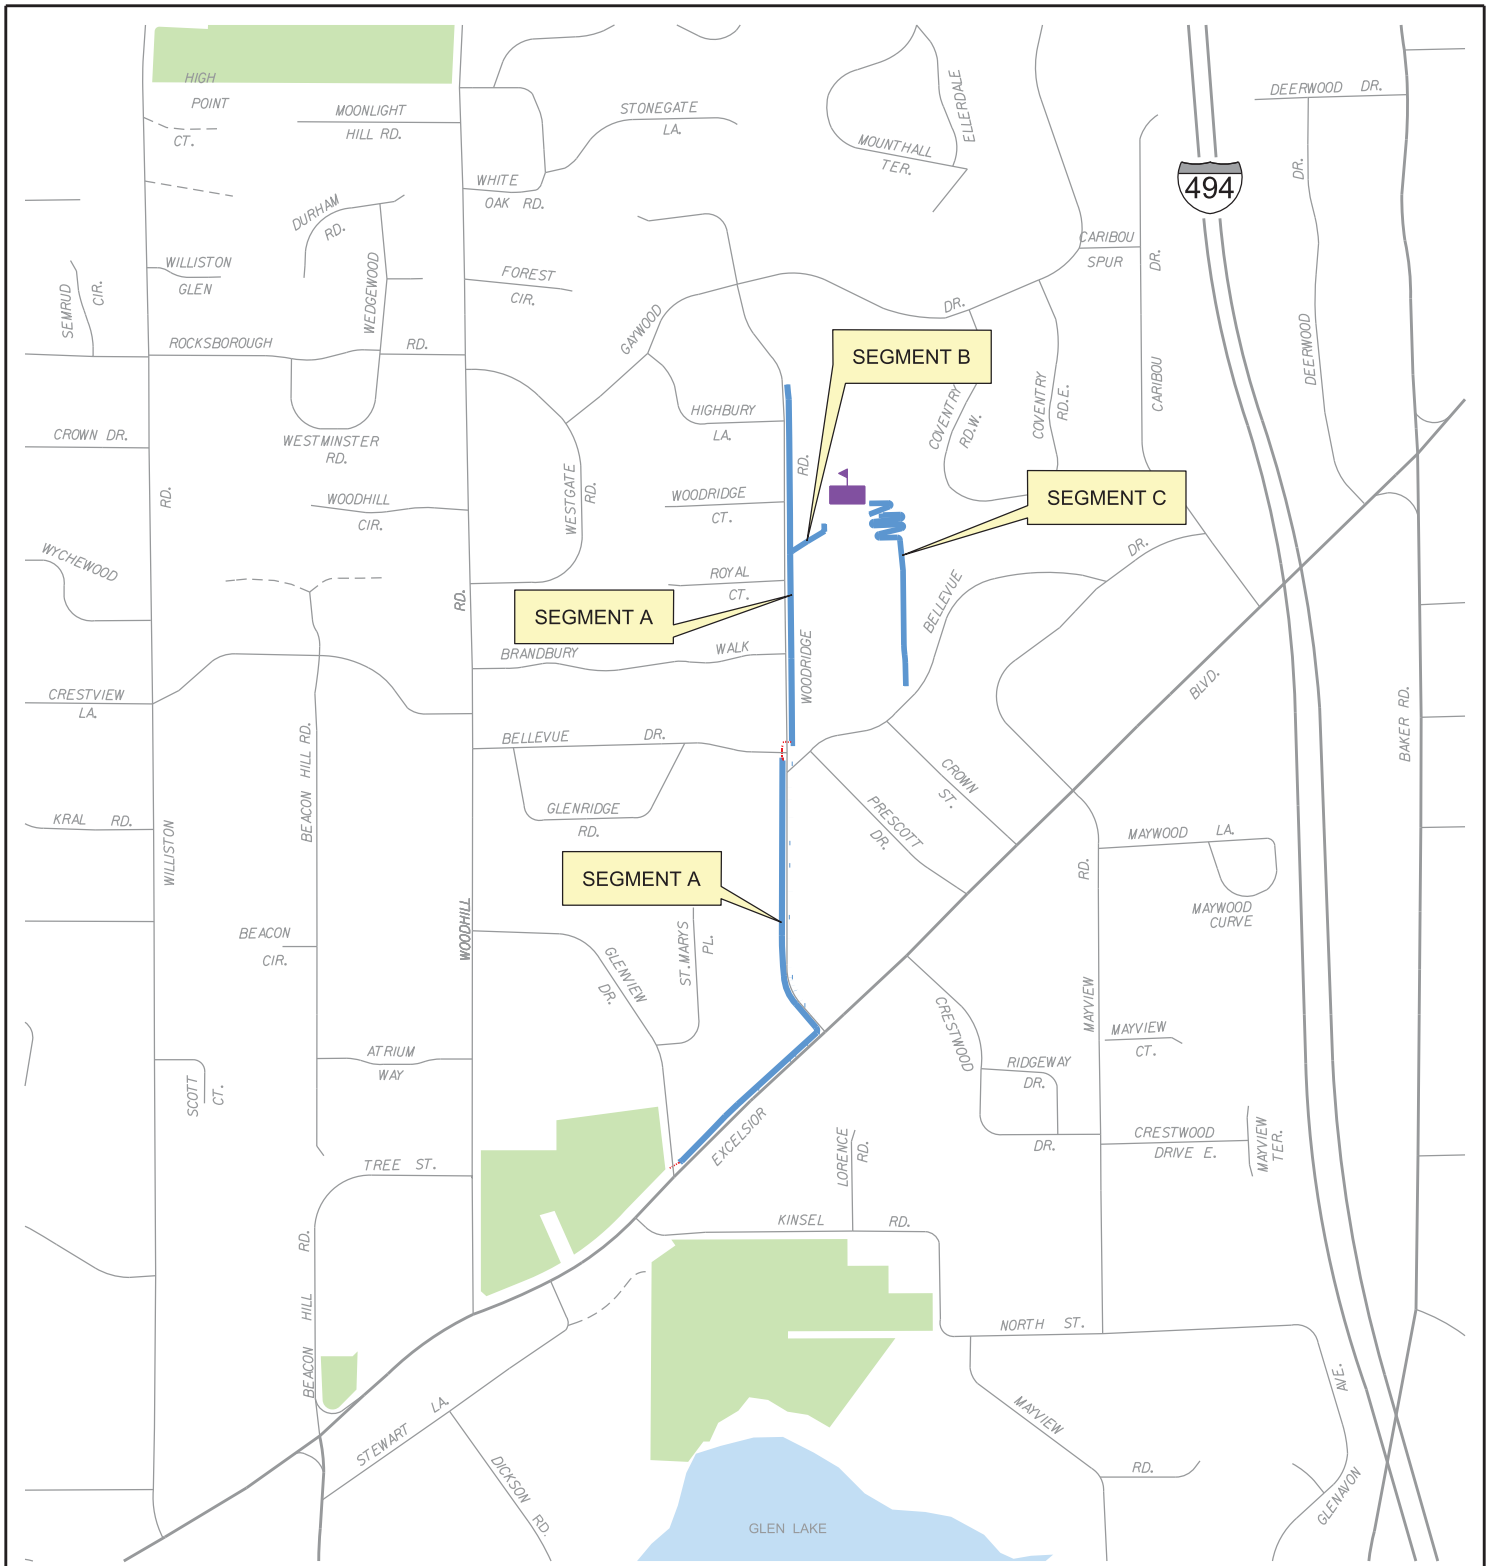 HIGH
POINT
CT.
MOONLIGHT
HILL RD.
STONEGATE
LA.
ELLERDALE
MOUNTHALL
TER.
DEERWOOD DR.
DR.
494
WHITE
OAK RD.
DURHAM
RD.
WILLISTON
GLEN
SEMRUD
CIR.
WEDGEWOOD
FOREST
CIR.
CARIBOU
SPUR
DR.
DR.
GAYWOOD
ROCKSBOROUGH
RD.
SEGMENT B
DEERWOOD
CARIBOU
COVENTRY
RD.W.
COVENTRY
RD.E.
HIGHBURY
LA.
CROWN DR.
WESTMINSTER
RD.
RD.
RD.
WOODHILL
CIR.
WESTGATE
RD.
WOODRIDGE
CT.
SEGMENT C
WYCHEWOOD
DR.
ROYAL
CT.
BELLEVUE
RD.
SEGMENT A
BRANDBURY
WALK
WOODRIDGE
CRESTVIEW
LA.
BLVD.
BAKER RD.
BEACON HILL RD.
BELLEVUE
DR.
CROWN
ST.
GLENRIDGE
RD.
PRESCOTT
DR.
KRAL RD.
WILLISTON
MAYWOOD LA.
RD.
SEGMENT A
MAYWOOD
CURVE
BEACON
CIR.
WOODHILL
ST.MARYS
PL.
GLENVIEW
DR.
CRESTWOOD
MAYVIEW
MAYVIEW
CT.
ATRIUM
WAY
RIDGEWAY
DR.
SCOTT
CT.
EXCELSIOR
LORENCE
RD.
DR.
CRESTWOOD
DRIVE E.
MAYVIEW
TER.
TREE ST.
KINSEL
RD.
BEACON HILL RD.
NORTH ST.
AVE.
STEWART LA.
MAYVIEW
RD.
DICKSON RD.
GLENAVON
GLEN LAKE